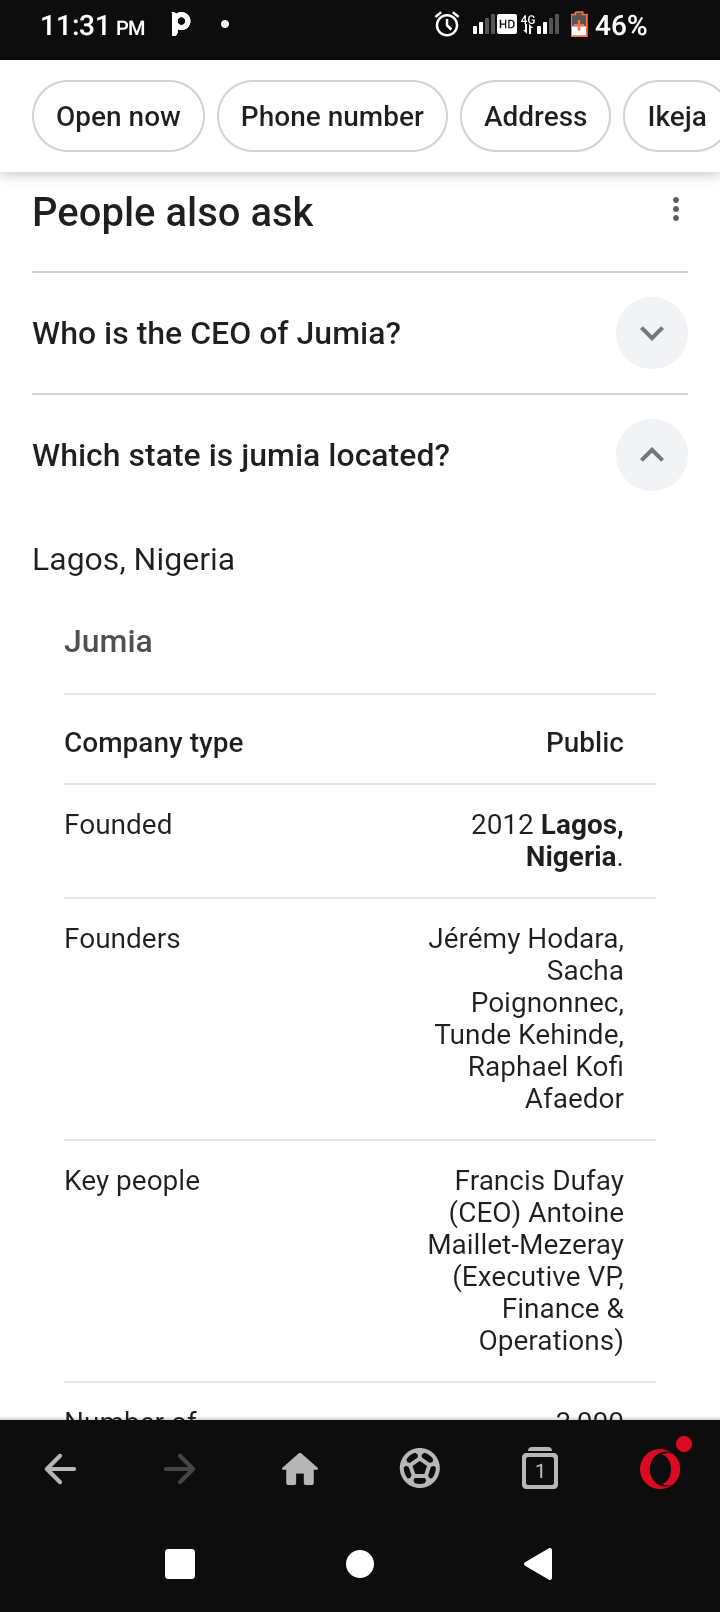 11:31 PM
HD 4G 46%
Open now Phone number Address Ikeja
People also ask
Who is the CEO of Jumia?
Which state is jumia located?
Lagos, Nigeria
Jumia
Company type Public
Founded 2012 Lagos,
Nigeria.
Founders Jérémy Hodara,
Sacha
Poignonnec,
Tunde Kehinde,
Raphael Kofi
Afaedor
Key people Francis Dufay
(CEO) Antoine
Maillet-Mezeray
(Executive VP,
Finance &
Operations)
Number of
1